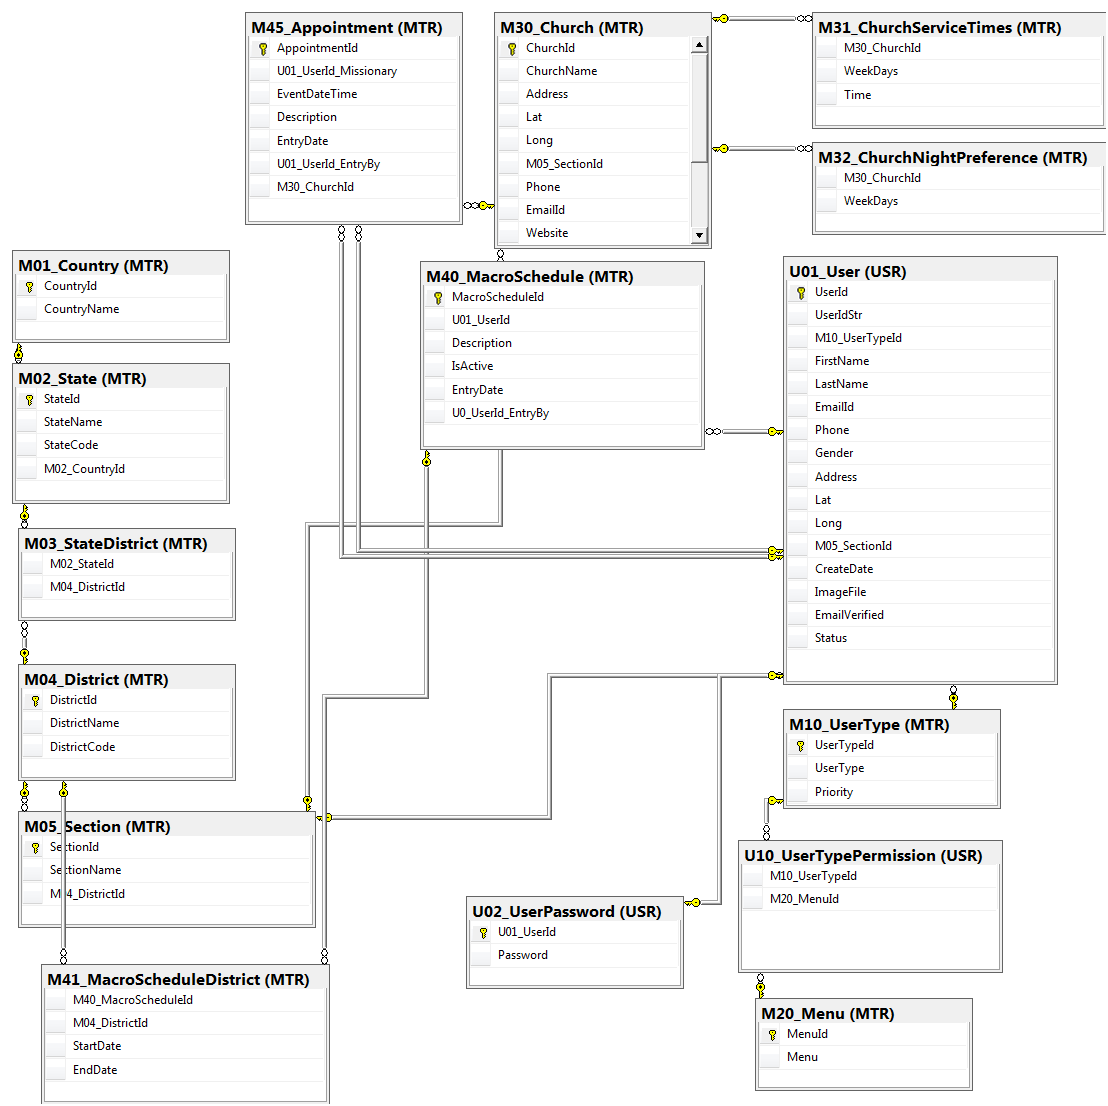 M45_Appointment (MTR)
AppointmentId
U01_UserId_Missionary
EventDateTime
Description
EntryDate
U01_UserId_EntryBy
M30_ChurchId
M30_Church (MTR)
ChurchId
ChurchName
Address
Lat
Long
M05_SectionId
Phone
EmailId
Website
M31_ChurchServiceTimes (MTR)
M30_ChurchId
WeekDays
Time
M32_ChurchNightPreference (MTR)
M30_ChurchId
WeekDays
M01_Country (MTR)
CountryId
CountryName
M40_MacroSchedule (MTR)
MacroScheduleId
U01_UserId
Description
IsActive
EntryDate
U0_UserId_EntryBy
U01_User (USR)
UserId
UserIdStr
M10_UserTypeId
FirstName
LastName
EmailId
Phone
Gender
Address
Lat
Long
M05_SectionId
CreateDate
ImageFile
EmailVerified
Status
M02_State (MTR)
StateId
StateName
StateCode
M02_CountryId
M03_StateDistrict (MTR)
M02_StateId
M04_DistrictId
M04_District (MTR)
DistrictId
DistrictName
DistrictCode
M10_UserType (MTR)
UserTypeId
UserType
Priority
M05_Section (MTR)
SectionId
SectionName
M04_DistrictId
U10_UserTypePermission (USR)
M10_UserTypeId
M20_MenuId
U02_UserPassword (USR)
U01_UserId
Password
M41_MacroScheduleDistrict (MTR)
M40_MacroScheduleId
M04_DistrictId
StartDate
EndDate
M20_Menu (MTR)
MenuId
Menu